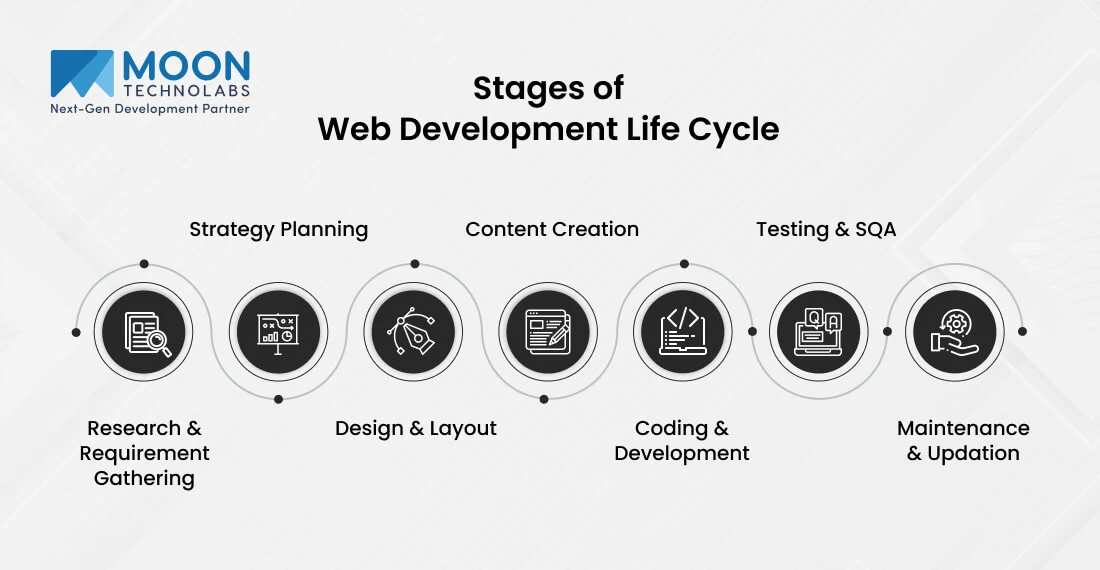 MOON
TECHNOLABS
Next-Gen Development Partner
Stages of
Web Development Life Cycle
Strategy Planning
Content Creation
Testing & SQA
Q
A
Research &
Requirement
Gathering
Design & Layout
Coding &
Development
Maintenance
& Updation